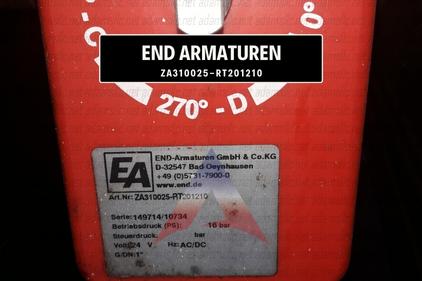 END ARMATUREN
ZA310025-RT201210
0°
C
270° - D
EA
END-Armaturen GmbH & Co.KG
D-32547 Bad Oeynhausen
+49 (0)5731-7900-0
www.end.de
Art.Nr: ZA310025-RT201210
Serie: 149714/10734
Betriebsdruck (PS): 16 bar
Steuerdruck: bar
Volt: 24 V Hz: AC/DC
G/DN: 1"